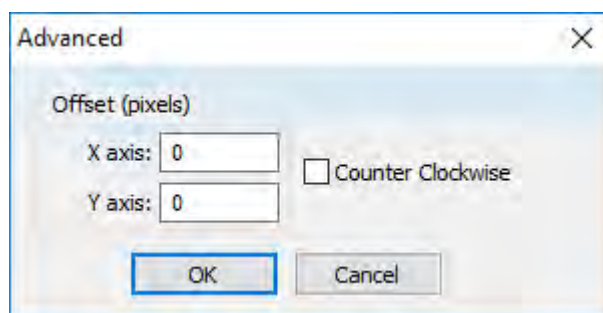 Advanced
Offset (pixels)
X axis: 0
Counter Clockwise
Y axis: 0
OK Cancel